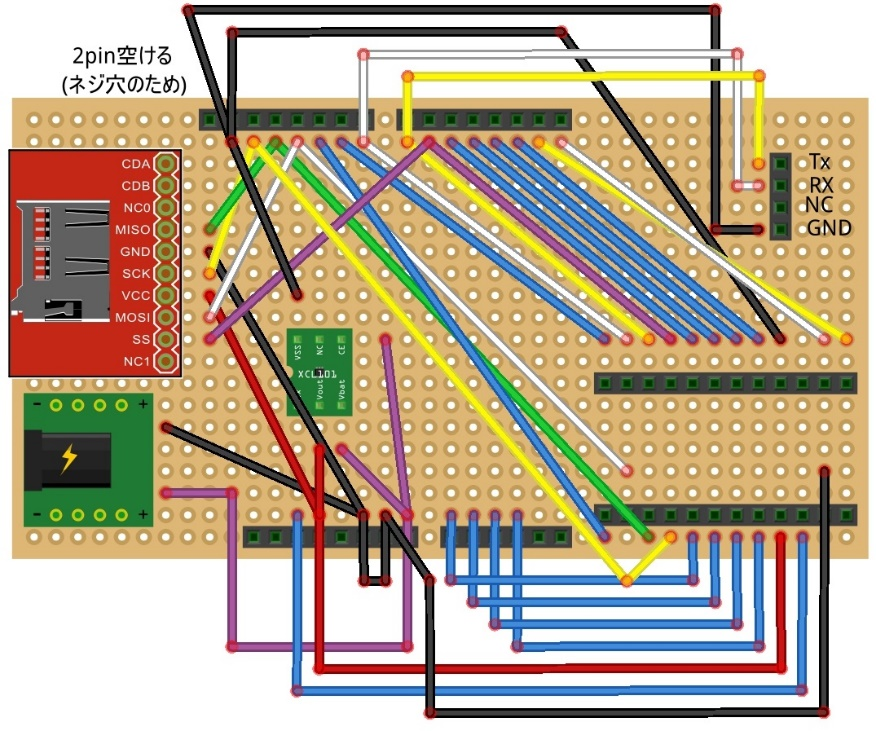 2pin空ける
(ネジ穴のため)
CDA
CDB
NC0
MISO
GND
SCK
VCC
MOSI
SS
NC1
Tx
RX
NC
GND
VSS
NC
CE
XCL101
Vout
Vbat
- +
- +